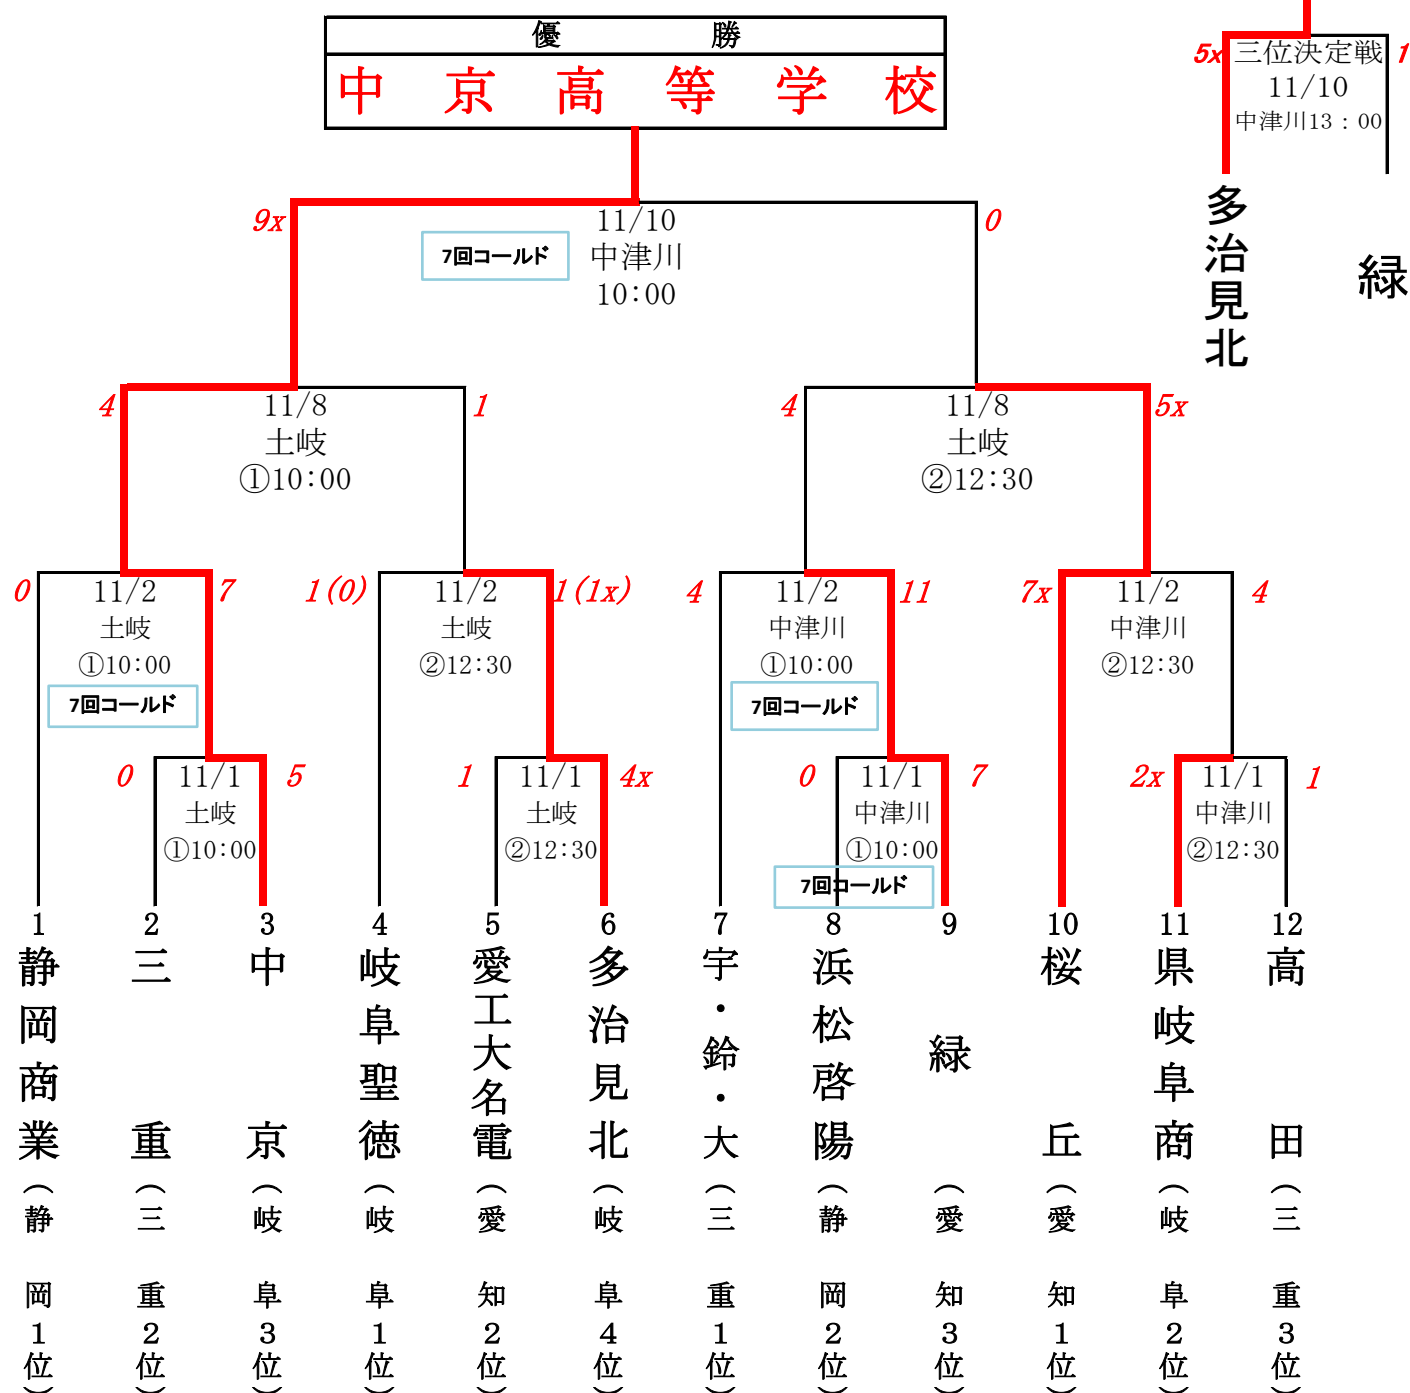 優勝
中京高等学校
5x
三位決定戦
1
11/10
中津川13:00
多治見北
緑
9x
11/10
0
7回コールド
中津川
10:00
4
11/8
1
土岐
①10:00
4
11/8
5x
土岐
②12:30
0
11/2
7
土岐
①10:00
7回コールド
1(0)
11/2
1(1x)
土岐
②12:30
4
11/2
11
中津川
①10:00
7回コールド
7x
11/2
4
中津川
②12:30
0
11/1
5
土岐
①10:00
1
11/1
4x
土岐
②12:30
0
11/1
7
中津川
①10:00
7回コールド
2x
11/1
1
中津川
②12:30
1
静岡商業
(静岡1位)
2
三重
(三重2位)
3
中京
(岐阜3位)
4
岐阜聖徳
(岐阜1位)
5
愛工大名電
(愛知2位)
6
多治見北
(岐阜4位)
7
宇・鈴・大
(三重1位)
8
浜松啓陽
(静岡2位)
9
緑
(愛知3位)
10
桜丘
(愛知1位)
11
県岐阜商
(岐阜2位)
12
高田
(三重3位)